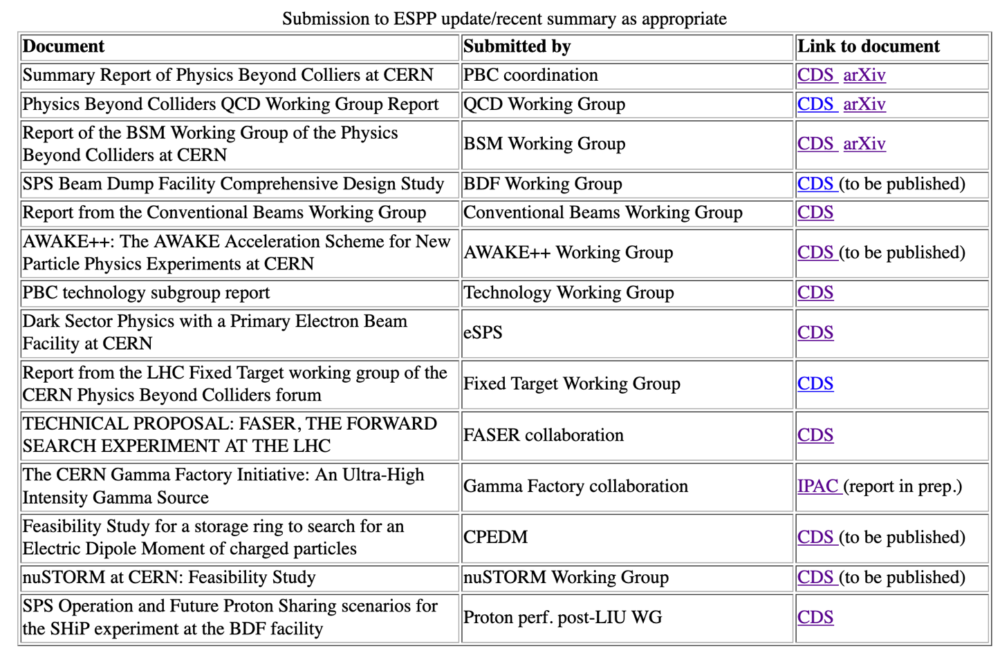 Submission to ESPP update/recent summary as appropriate
Document Submitted by Link to document
Summary Report of Physics Beyond Colliers at CERN PBC coordination CDS arXiv
Physics Beyond Colliders QCD Working Group Report QCD Working Group CDS arXiv
Report of the BSM Working Group of the Physics
Beyond Colliders at CERN BSM Working Group CDS arXiv
SPS Beam Dump Facility Comprehensive Design Study BDF Working Group CDS (to be published)
Report from the Conventional Beams Working Group Conventional Beams Working Group CDS
AWAKE++: The AWAKE Acceleration Scheme for New
Particle Physics Experiments at CERN AWAKE++ Working Group CDS (to be published)
PBC technology subgroup report Technology Working Group CDS
Dark Sector Physics with a Primary Electron Beam
Facility at CERN eSPS CDS
Report from the LHC Fixed Target working group of the
CERN Physics Beyond Colliders forum Fixed Target Working Group CDS
TECHNICAL PROPOSAL: FASER, THE FORWARD
SEARCH EXPERIMENT AT THE LHC FASER collaboration CDS
The CERN Gamma Factory Initiative: An Ultra-High
Intensity Gamma Source Gamma Factory collaboration IPAC (report in prep.)
Feasibility Study for a storage ring to search for an
Electric Dipole Moment of charged particles CPEDM CDS (to be published)
nuSTORM at CERN: Feasibility Study nuSTORM Working Group CDS (to be published)
SPS Operation and Future Proton Sharing scenarios for
the SHiP experiment at the BDF facility Proton perf. post-LIU WG CDS